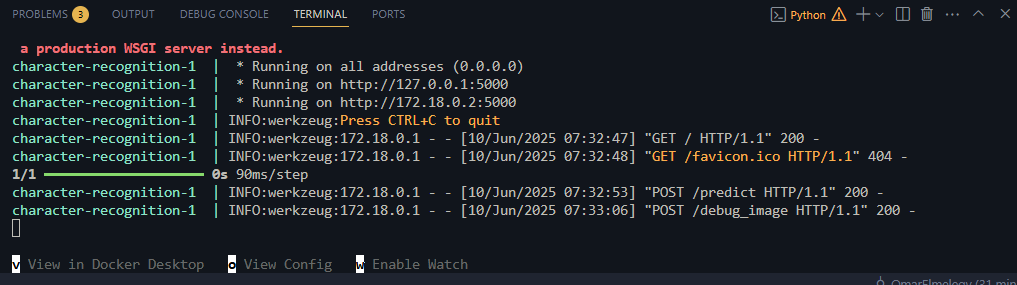 PROBLEMS 3 OUTPUT DEBUG CONSOLE TERMINAL PORTS Python
a production WSGI server instead.
character-recognition-1 | * Running on all addresses (0.0.0.0)
character-recognition-1 | * Running on http://127.0.0.1:5000
character-recognition-1 | * Running on http://172.18.0.2:5000
character-recognition-1 | INFO:werkzeug:Press CTRL+C to quit
character-recognition-1 | INFO:werkzeug:172.18.0.1 - - [10/Jun/2025 07:32:47] "GET / HTTP/1.1" 200 -
character-recognition-1 | INFO:werkzeug:172.18.0.1 - - [10/Jun/2025 07:32:48] "GET /favicon.ico HTTP/1.1" 404 -
1/1 ━━━━━━━━━━━━━━━━━━━━ 0s 90ms/step
character-recognition-1 | INFO:werkzeug:172.18.0.1 - - [10/Jun/2025 07:32:53] "POST /predict HTTP/1.1" 200 -
character-recognition-1 | INFO:werkzeug:172.18.0.1 - - [10/Jun/2025 07:33:06] "POST /debug_image HTTP/1.1" 200 -
v View in Docker Desktop o View Config w Enable Watch